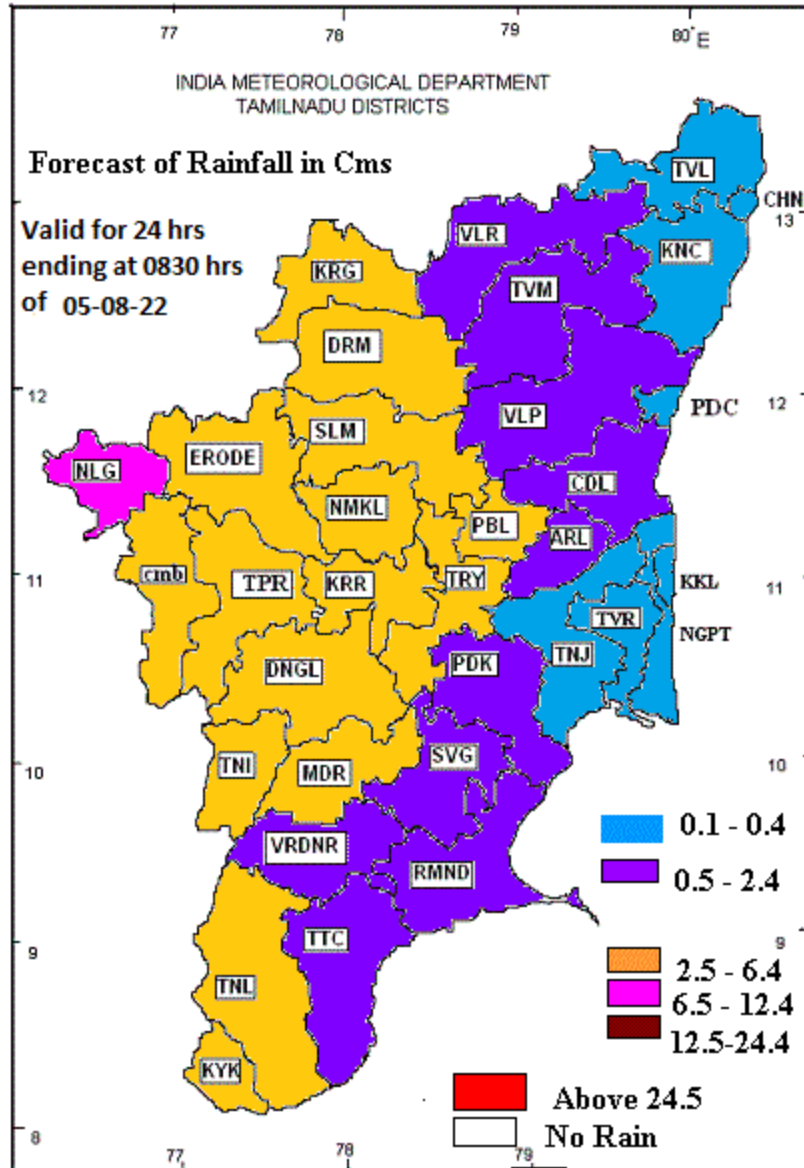 77 78 79 80°E
INDIA METEOROLOGICAL DEPARTMENT
TAMILNADU DISTRICTS
Forecast of Rainfall in Cms
TVL
CHN
13
Valid for 24 hrs
ending at 0830 hrs
of 05-08-22
VLR
KNC
KRG
TVM
DRM
12
12
PDC
VLP
SLM
ERODE
NLG
CDL
NMKL
PBL
ARL
11
cmb
TPR
KRR
TRY
KKL
11
TVR
NGPT
DNGL
PDK
TNJ
10
TNI
MDR
SVG
10
0.1 - 0.4
VRDNR
RMND
0.5 - 2.4
9
TTC
9
2.5 - 6.4
TNL
6.5 - 12.4
12.5-24.4
KYK
Above 24.5
8
No Rain
77 78 79